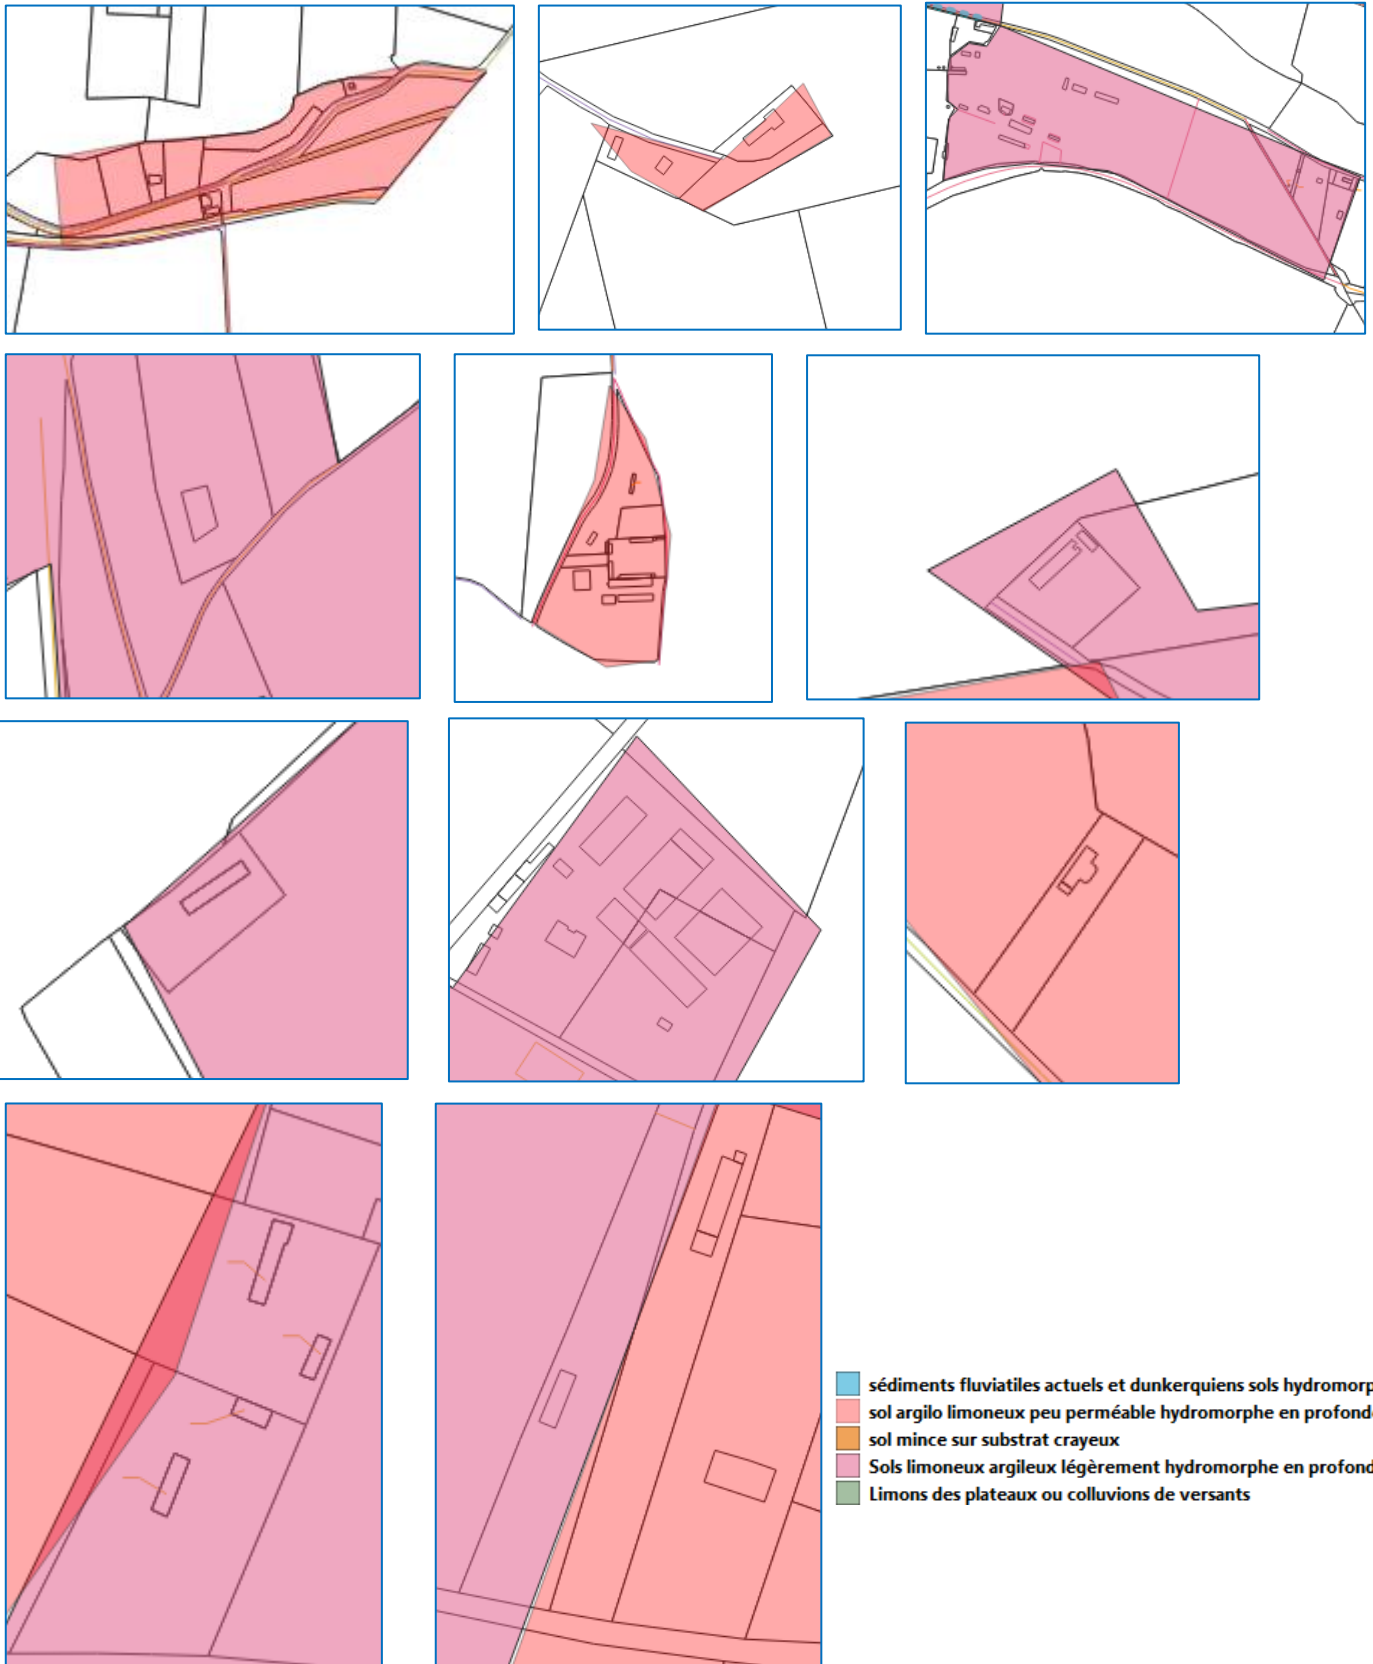 sédiments fluviatiles actuels et dunkerquiens sols hydromorp
sol argilo limoneux peu perméable hydromorphe en profond
sol mince sur substrat crayeux
Sols limoneux argileux légèrement hydromorphe en profond
Limons des plateaux ou colluvions de versants